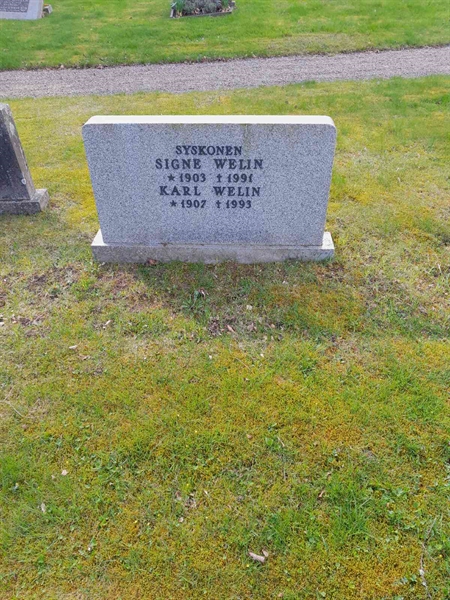 SYSKONEN
SIGNE WELIN
* 1903 † 1991
KARL WELIN
* 1907 † 1993